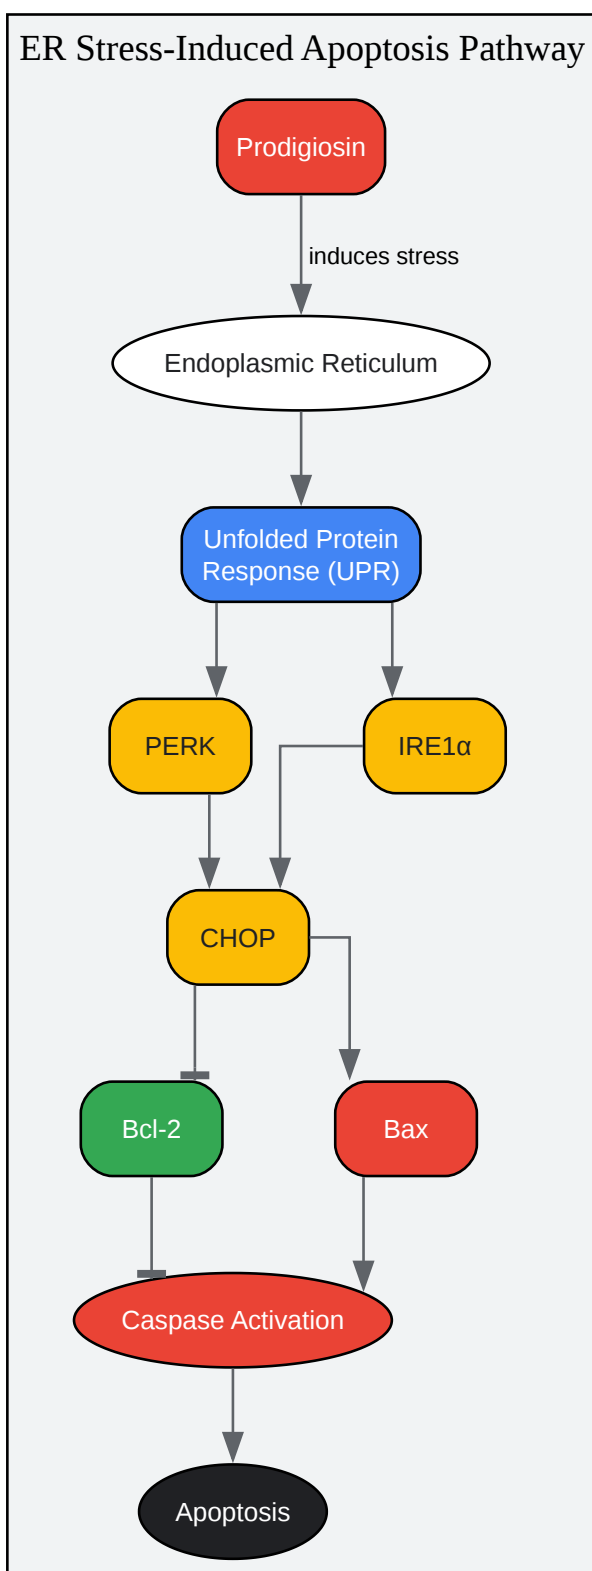 ER Stress-Induced Apoptosis Pathway
Prodigiosin
induces stress
Endoplasmic Reticulum
Unfolded Protein
Response (UPR)
PERK
IRE1α
CHOP
Bcl-2
Bax
Caspase Activation
Apoptosis